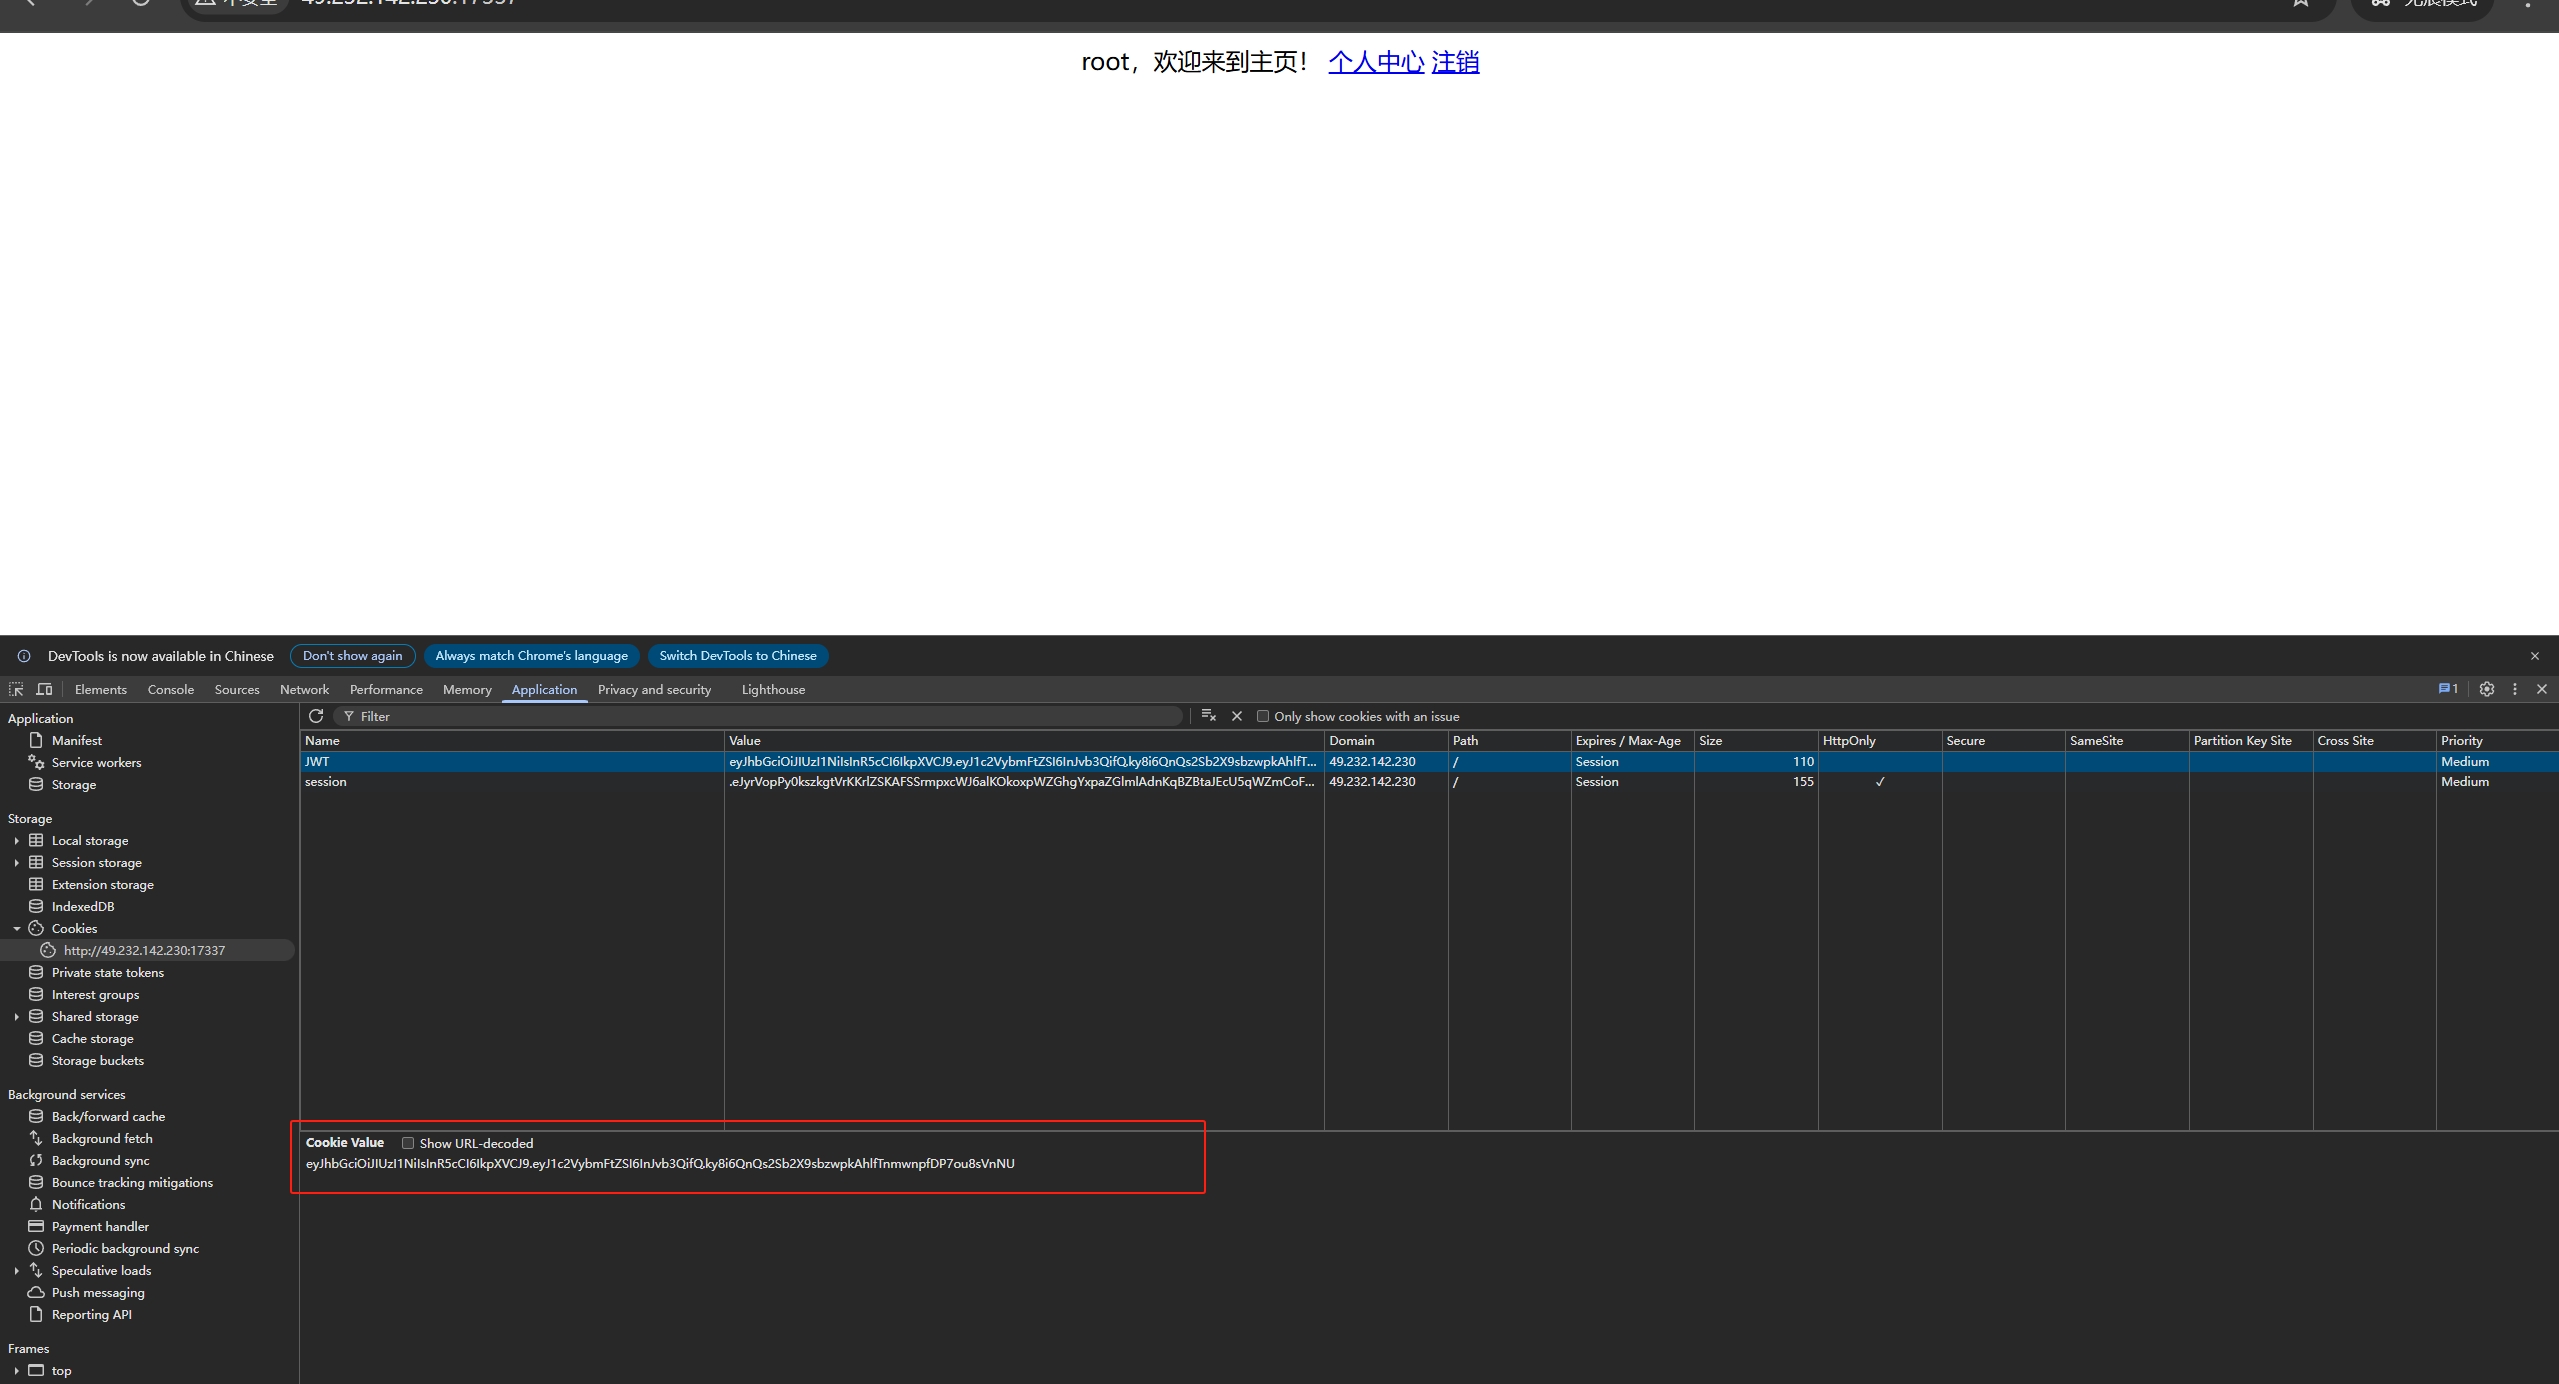 不安全 49.232.142.230:17337 无痕模式
root，欢迎来到主页！ 个人中心 注销
DevTools is now available in Chinese Don't show again Always match Chrome's language Switch DevTools to Chinese
Elements Console Sources Network Performance Memory Application Privacy and security Lighthouse 1
Application
Manifest
Service workers
Storage
Storage
Local storage
Session storage
Extension storage
IndexedDB
Cookies
http://49.232.142.230:17337
Private state tokens
Interest groups
Shared storage
Cache storage
Storage buckets
Background services
Back/forward cache
Background fetch
Background sync
Bounce tracking mitigations
Notifications
Payment handler
Periodic background sync
Speculative loads
Push messaging
Reporting API
Frames
top
Filter Only show cookies with an issue
Name Value Domain Path Expires / Max-Age Size HttpOnly Secure SameSite Partition Key Site Cross Site Priority
JWT eyJhbGciOiJIUzI1NiIsInR5cCI6IkpXVCJ9.eyJ1c2VybmFtZSI6InJvb3QifQ.ky8i6QnQs2Sb2X9sbzwpkAhlfT... 49.232.142.230 / Session 110 Medium
session .eJyrVopPy0kszkgtVrKKrlZSKAFSSrmpxcWJ6alKOkoxpWZGhgYxpaZGlmlAdnKqBZBtaJEcU5qWZmCoF... 49.232.142.230 / Session 155 ✓ Medium
Cookie Value Show URL-decoded
eyJhbGciOiJIUzI1NiIsInR5cCI6IkpXVCJ9.eyJ1c2VybmFtZSI6InJvb3QifQ.ky8i6QnQs2Sb2X9sbzwpkAhlfTnmwnpfDP7ou8sVnNU